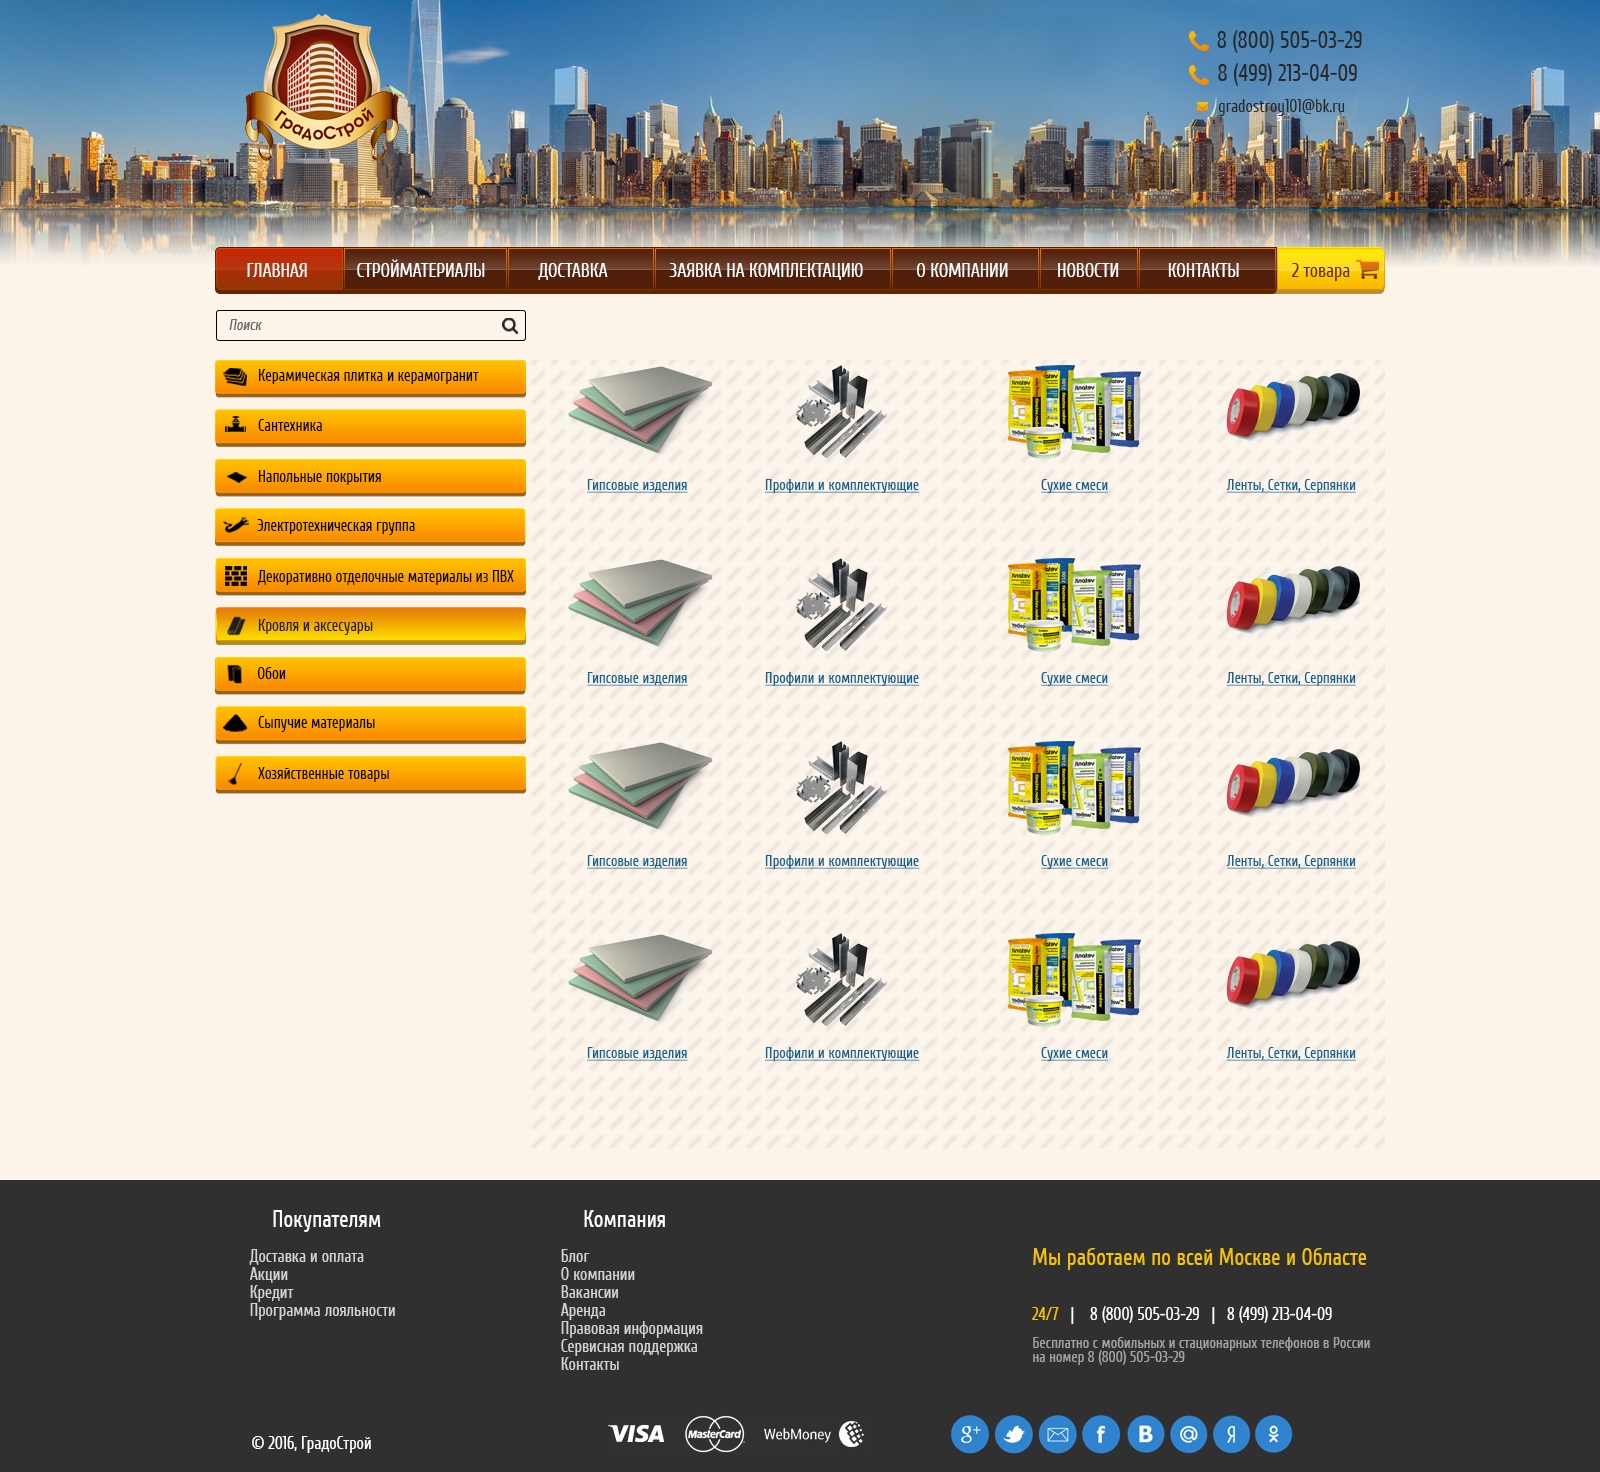 ГрадоСтрой
8 (800) 505-03-29
8 (499) 213-04-09
gradostroy101@bk.ru
ГЛАВНАЯ СТРОЙМАТЕРИАЛЫ ДОСТАВКА ЗАЯВКА НА КОМПЛЕКТАЦИЮ О КОМПАНИИ НОВОСТИ КОНТАКТЫ 2 товара
Поиск
Керамическая плитка и керамогранит
Сантехника
Напольные покрытия
Электротехническая группа
Декоративно отделочные материалы из ПВХ
Кровля и аксесуары
Обои
Сыпучие материалы
Хозяйственные товары
Гипсовые изделия Профили и комплектующие Сухие смеси Ленты, Сетки, Серпянки
Гипсовые изделия Профили и комплектующие Сухие смеси Ленты, Сетки, Серпянки
Гипсовые изделия Профили и комплектующие Сухие смеси Ленты, Сетки, Серпянки
Гипсовые изделия Профили и комплектующие Сухие смеси Ленты, Сетки, Серпянки
Покупателям
Доставка и оплата
Акции
Кредит
Программа лояльности
Компания
Блог
О компании
Вакансии
Аренда
Правовая информация
Сервисная поддержка
Контакты
Мы работаем по всей Москве и Областе
24/7 | 8 (800) 505-03-29 | 8 (499) 213-04-09
Бесплатно с мобильных и стационарных телефонов в России
на номер 8 (800) 505-03-29
© 2016, ГрадоСтрой
VISA MasterCard WebMoney